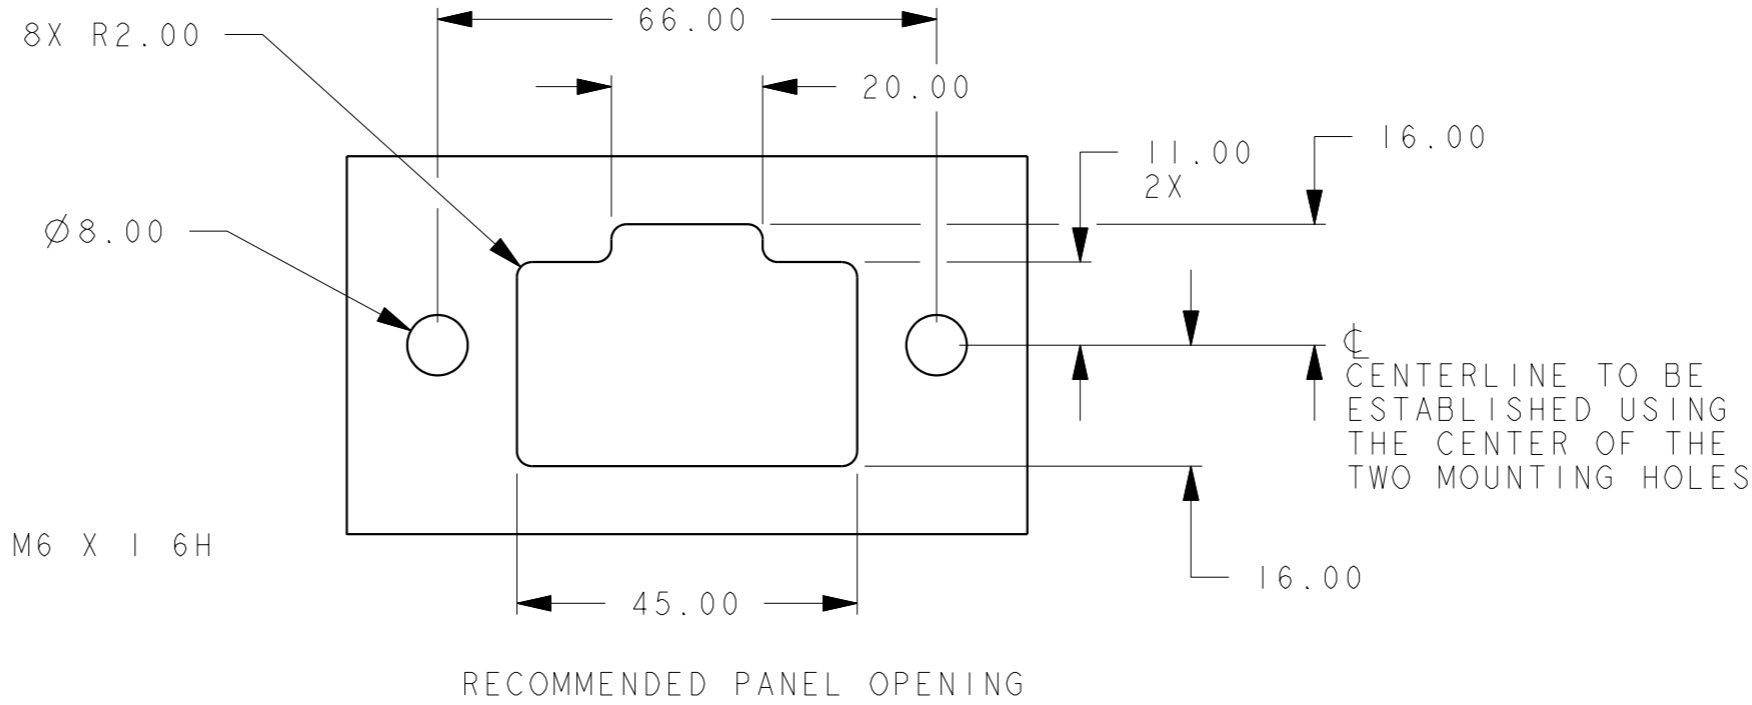 66.00
8X R2.00
20.00
16.00
11.00
2X
Ø8.00
℄
CENTERLINE TO BE
ESTABLISHED USING
THE CENTER OF THE
TWO MOUNTING HOLES
M6 X 1 6H
16.00
45.00
RECOMMENDED PANEL OPENING